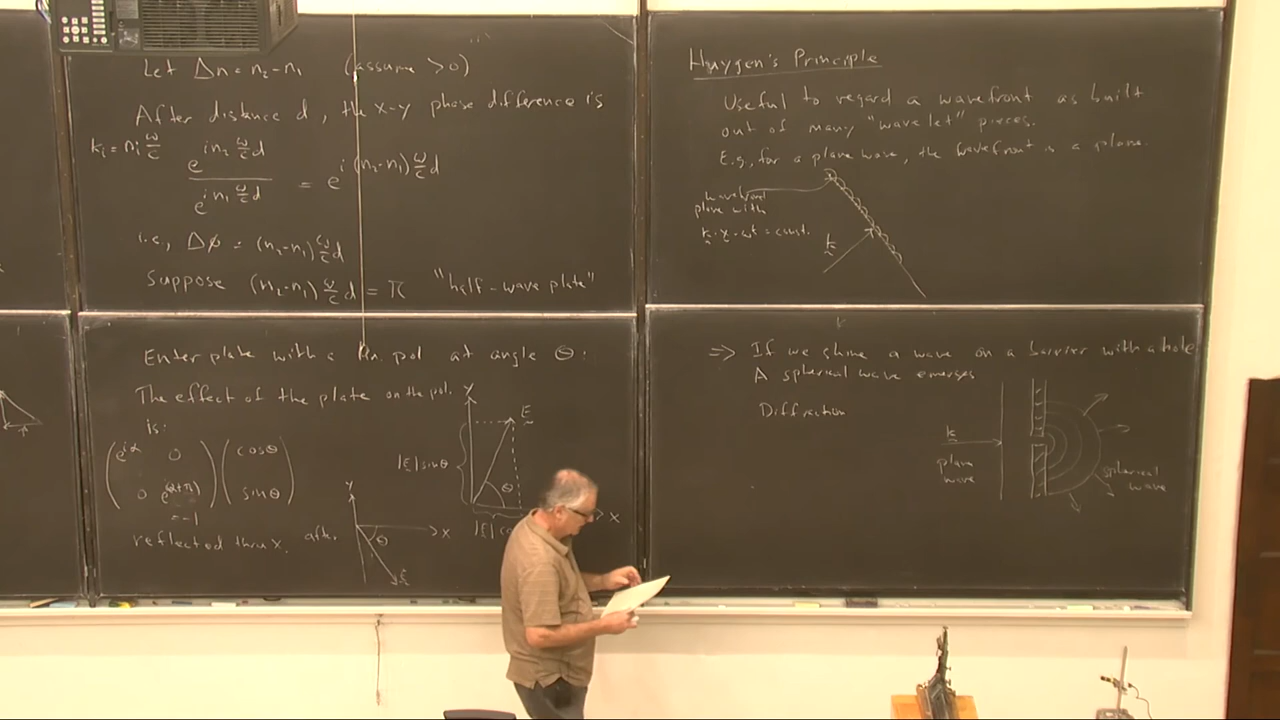 Let Δn = n₂-n₁ (assume >0)
After distance d, the x-y phase difference is
kᵢ = nᵢ ω/c
e^{i n₂ ω/c d} / e^{i n₁ ω/c d} = e^{i (n₂-n₁) ω/c d}
i.e., Δφ = (n₂-n₁) ω/c d
Suppose (n₂-n₁) ω/c d = π "half-wave plate"
Enter plate with a lin. pol at angle θ:
The effect of the plate on the pol.
is:
(e^{iα} 0
0 e^{i(α+π)}) (cosθ
sinθ)
=-1
reflected thru x. after
y
x
θ
E
y
E
|E| sinθ
θ
x
Huygen's Principle
Useful to regard a wavefront as built
out of many "wavelet" pieces.
E.g., for a plane wave, the wavefront is a plane.
wavefront
plane with
k·x-ωt = const.
k
⇒ If we shine a wave on a barrier with a hole
A spherical wave emerges
Diffraction
k
plane
wave
spherical
wave